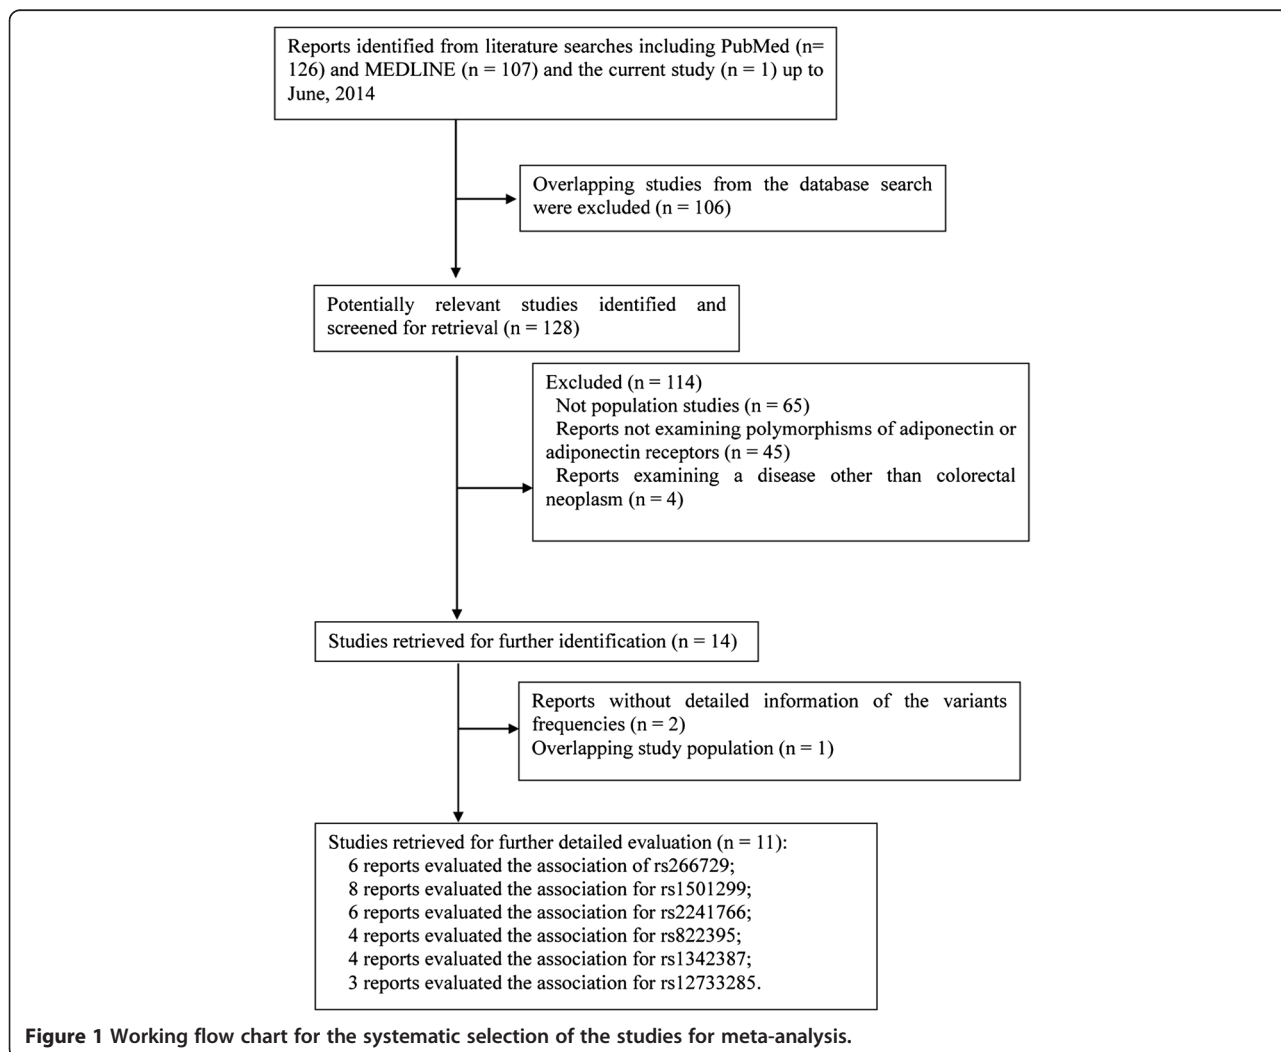 Reports identified from literature searches including PubMed (n=
126) and MEDLINE (n = 107) and the current study (n = 1) up to
June, 2014
Overlapping studies from the database search
were excluded (n = 106)
Potentially relevant studies identified and
screened for retrieval (n = 128)
Excluded (n = 114)
Not population studies (n = 65)
Reports not examining polymorphisms of adiponectin or
adiponectin receptors (n = 45)
Reports examining a disease other than colorectal
neoplasm (n = 4)
Studies retrieved for further identification (n = 14)
Reports without detailed information of the variants
frequencies (n = 2)
Overlapping study population (n = 1)
Studies retrieved for further detailed evaluation (n = 11):
6 reports evaluated the association of rs266729;
8 reports evaluated the association for rs1501299;
6 reports evaluated the association for rs2241766;
4 reports evaluated the association for rs822395;
4 reports evaluated the association for rs1342387;
3 reports evaluated the association for rs12733285.
Figure 1 Working flow chart for the systematic selection of the studies for meta-analysis.